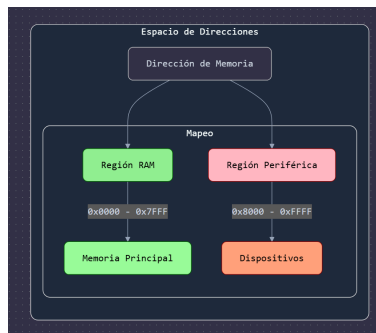 Espacio de Direcciones
Dirección de Memoria
Mapeo
Región RAM
Región Periférica
0x0000 - 0x7FFF
0x8000 - 0xFFFF
Memoria Principal
Dispositivos